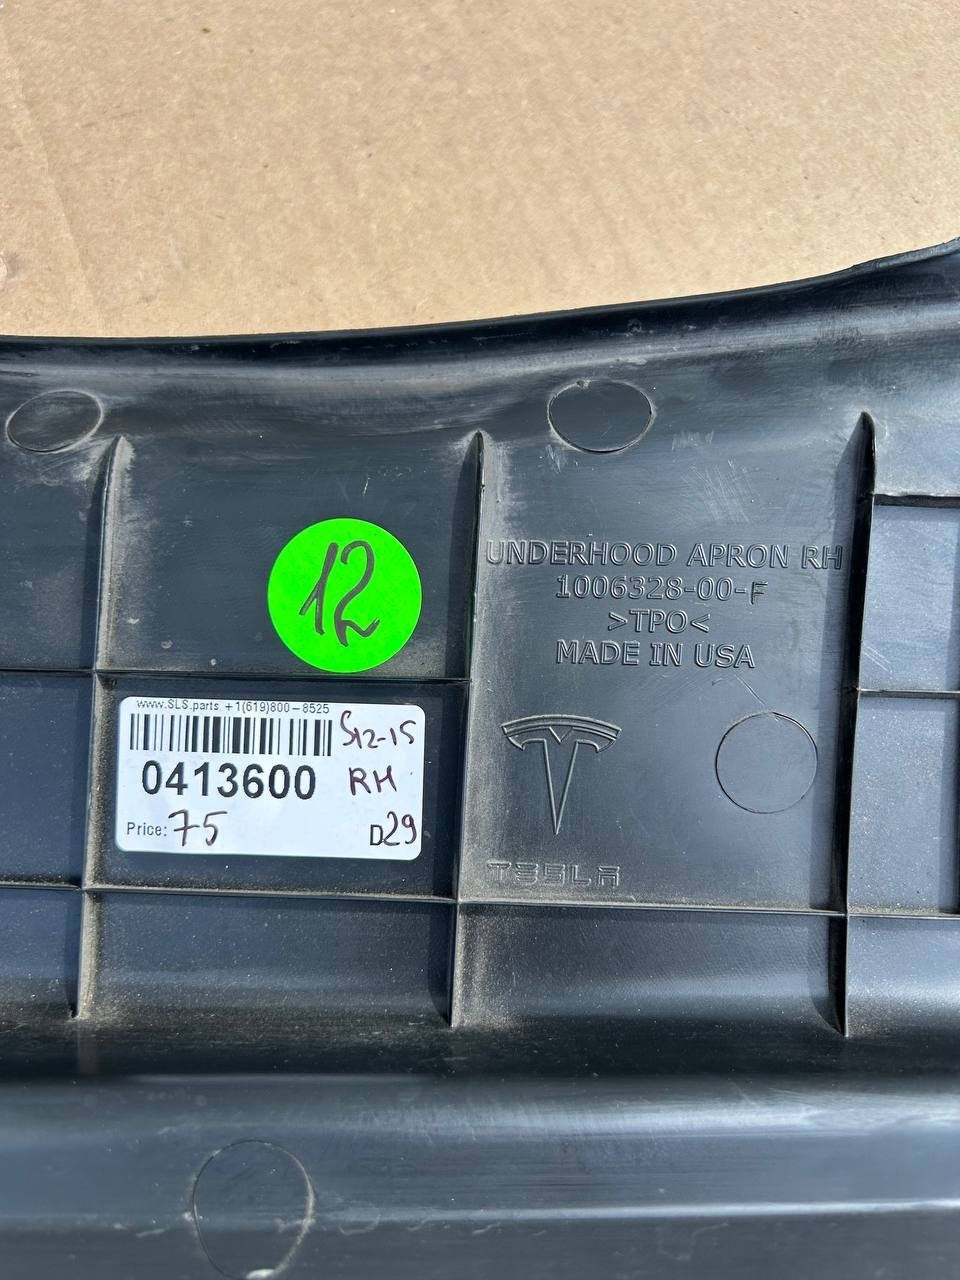 12
UNDERHOOD APRON RH
1006328-00-F
>TPO<
MADE IN USA
TESLA
www.SLS.parts +1(619)800-8525
S12-15
0413600
RH
Price: 75
D29